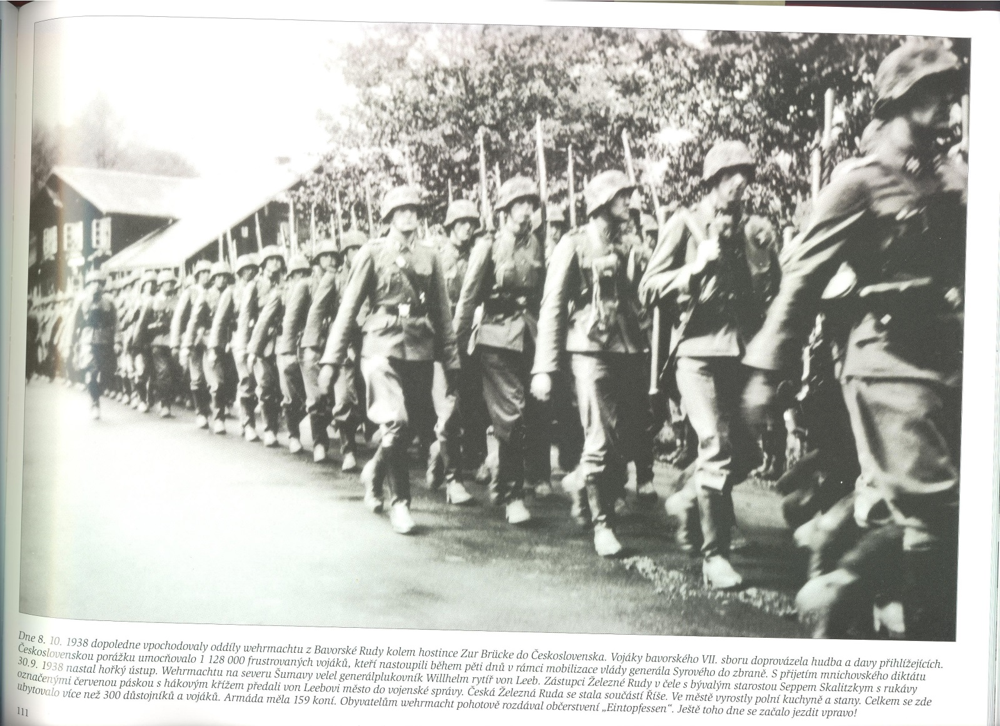 Dne 8. 10. 1938 dopoledne vpochodovaly oddíly wehrmachtu z Bavorské Rudy kolem hostince Zur Brücke do Československa. Vojáky bavorského VII. sboru doprovázela hudba a davy přihlížejících.
Československou porážku umocňovalo 1 128 000 frustrovaných vojáků, kteří nastoupili během pěti dnů v rámci mobilizace vlády generála Syrového do zbraně. S přijetím mnichovského diktátu
30.9. 1938 nastal hořký ústup. Wehrmachtu na severu Šumavy velel generálplukovník Willhelm rytíř von Leeb. Zástupci Železné Rudy v čele s bývalým starostou Seppem Skalitzkym s rukávy
označenými červenou páskou s hákovým křížem předali von Leebovi město do vojenské správy. Česká Železná Ruda se stala součástí Říše. Ve městě vyrostly polní kuchyně a stany. Celkem se zde
ubytovalo více než 300 důstojníků a vojáků. Armáda měla 159 koní. Obyvatelům wehrmacht pohotově rozdával občerstvení „Eintopfessen“. Ještě toho dne se začalo jezdit vpravo!
111